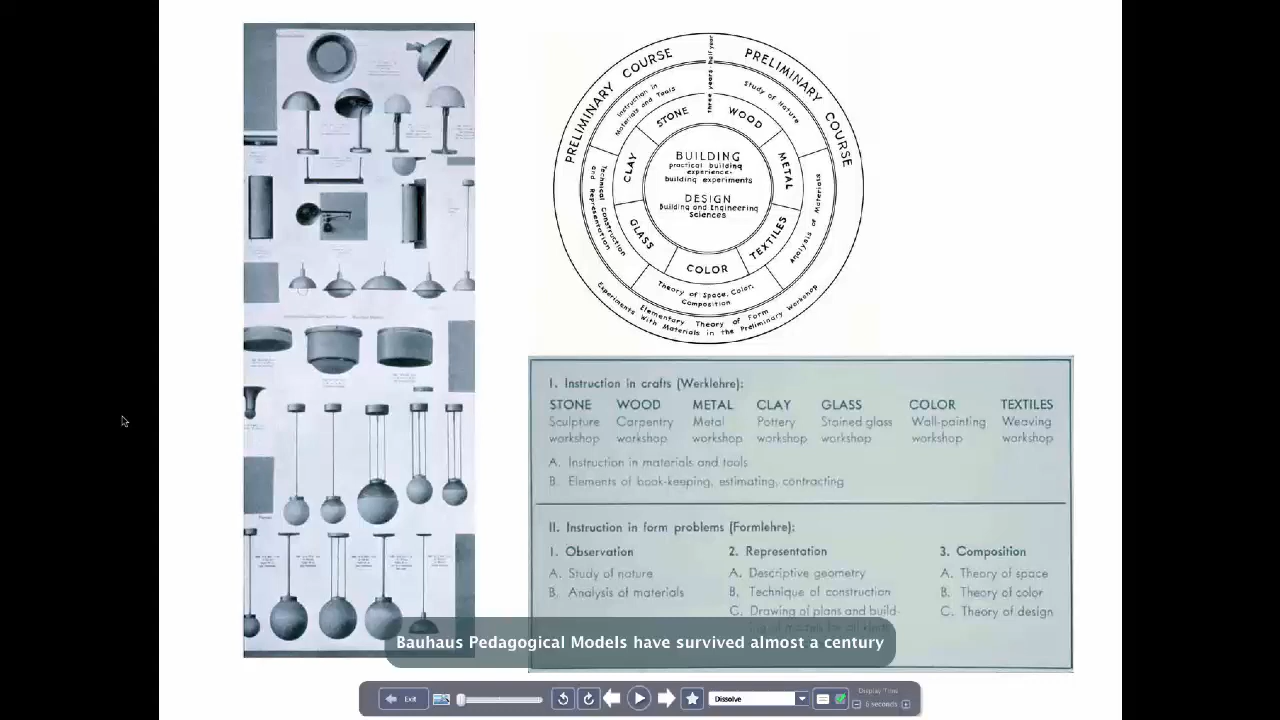 PRELIMINARY COURSE
PRELIMINARY COURSE
three years
half year
Instruction in
Materials and Tools
Study of Nature
STONE
WOOD
CLAY
METAL
GLASS
TEXTILES
COLOR
BUILDING
practical building
experience-
building experiments
DESIGN
Building and Engineering
Sciences
Technical Construction
and Representation
Analysis of Materials
Theory of Space, Color,
Composition
Elementary Theory of Form
Experiments With Materials in the Preliminary Workshop
I. Instruction in crafts (Werklehre):
STONE WOOD METAL CLAY GLASS COLOR TEXTILES
Sculpture Carpentry Metal Pottery Stained glass Wall-painting Weaving
workshop workshop workshop workshop workshop workshop workshop
A. Instruction in materials and tools
B. Elements of book-keeping, estimating, contracting
II. Instruction in form problems (Formlehre):
1. Observation 2. Representation 3. Composition
A. Study of nature A. Descriptive geometry A. Theory of space
B. Analysis of materials B. Technique of construction B. Theory of color
C. Drawing of plans and build- C. Theory of design
Bauhaus Pedagogical Models have survived almost a century
Exit
Dissolve
Display Time
6 seconds